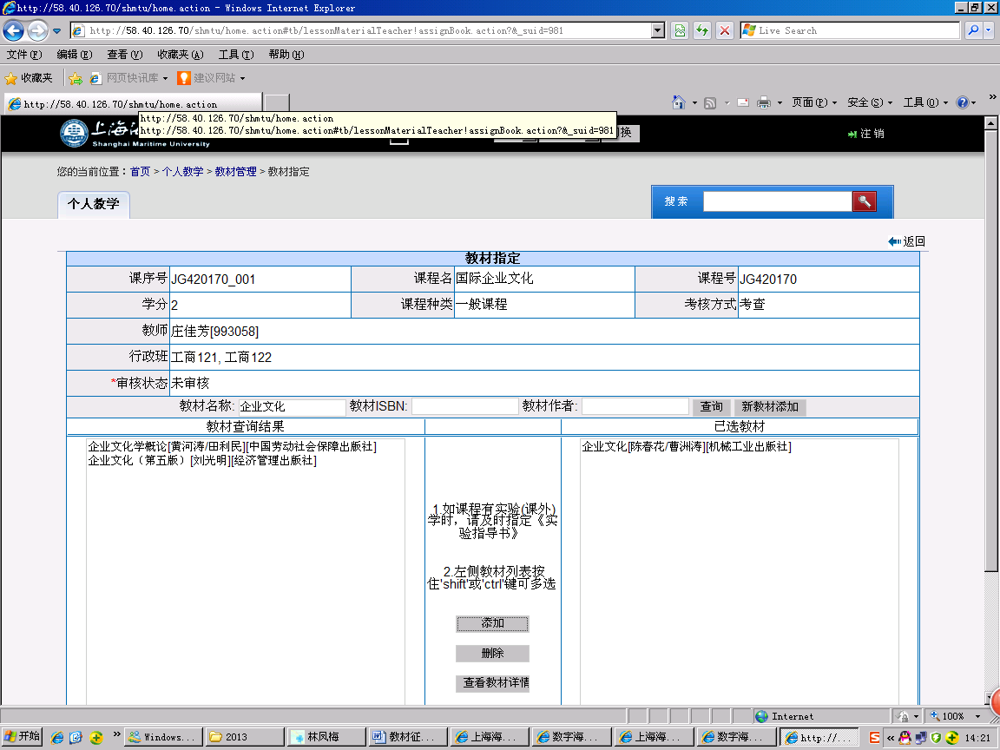 http://58.40.126.70/shmtu/home.action - Windows Internet Explorer
http://58.40.126.70/shmtu/home.action#tb/lessonMaterialTeacher!assignBook.action?&_suid=981
Live Search
文件(F) 编辑(E) 查看(V) 收藏夹(A) 工具(T) 帮助(H)
收藏夹 网页快讯库 建议网站
http://58.40.126.70/shmtu/home.action
页面(P) 安全(S) 工具(O) »
http://58.40.126.70/shmtu/home.action
http://58.40.126.70/shmtu/home.action#tb/lessonMaterialTeacher!assignBook.action?&_suid=981
上海
Shanghai Maritime University
换
注销
您的当前位置：首页 > 个人教学 > 教材管理 > 教材指定
个人教学
搜索
返回
教材指定
课序号 JG420170_001 课程名 国际企业文化 课程号 JG420170
学分 2 课程种类 一般课程 考核方式 考查
教师 庄佳芳[993058]
行政班 工商121, 工商122
*审核状态 未审核
教材名称: 企业文化 教材ISBN: 教材作者: 查询 新教材添加
教材查询结果 已选教材
企业文化学概论[黄河涛/田利民][中国劳动社会保障出版社]
企业文化（第五版）[刘光明][经济管理出版社]
企业文化[陈春花/曹洲涛][机械工业出版社]
1.如课程有实验(课外)
学时，请及时指定《实
验指导书》
2.左侧教材列表按
住'shift'或'ctrl'键可多选
添加
删除
查看教材详情
Internet 100%
开始 » Windows... 2013 林凤梅 教材征... 上海海... 数字海... 上海海... 数字海... http://... « 14:21